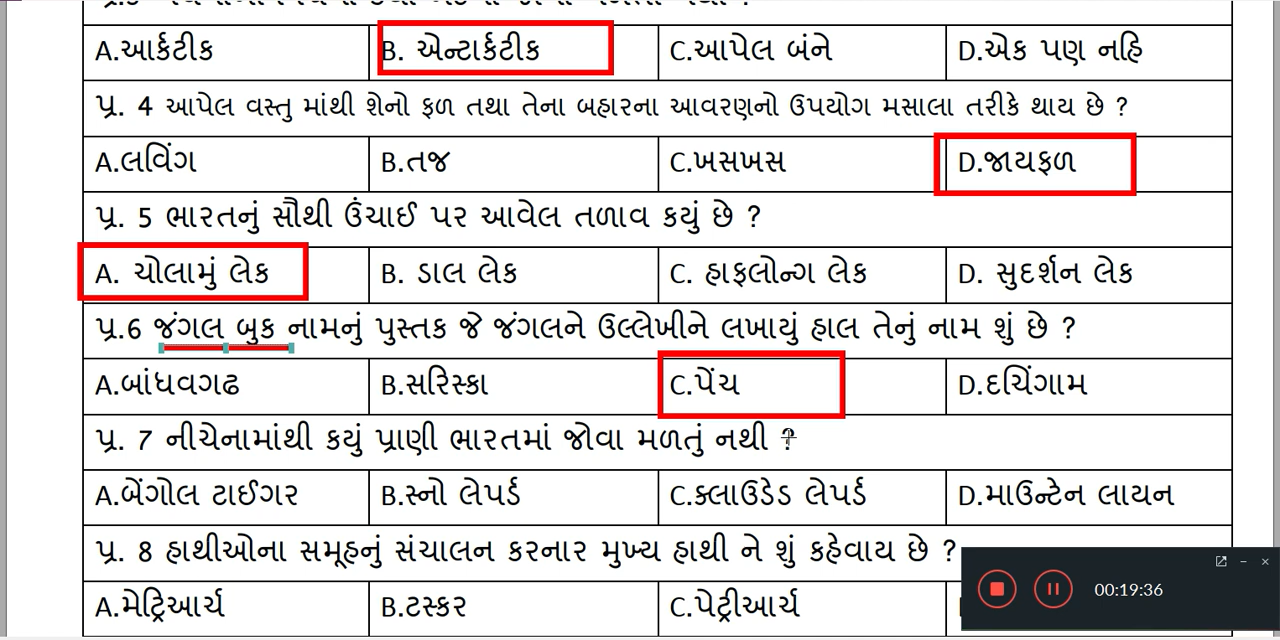 A.આર્કટીક B. એન્ટાર્કટીક C.આપેલ બંને D.એક પણ નહિ
પ્ર. 4 આપેલ વસ્તુ માંથી શેનો ફળ તથા તેના બહારના આવરણનો ઉપયોગ મસાલા તરીકે થાય છે ?
A.લવિંગ B.તજ C.ખસખસ D.જાયફળ
પ્ર. 5 ભારતનું સૌથી ઉંચાઈ પર આવેલ તળાવ કયું છે ?
A. ચોલામું લેક B. ડાલ લેક C. હાફલોન્ગ લેક D. સુદર્શન લેક
પ્ર.6 જંગલ બુક નામનું પુસ્તક જે જંગલને ઉલ્લેખીને લખાયું હાલ તેનું નામ શું છે ?
A.બાંધવગઢ B.સરિસ્કા C.પેંચ D.દચિંગામ
પ્ર. 7 નીચેનામાંથી કયું પ્રાણી ભારતમાં જોવા મળતું નથી ?
A.બેંગોલ ટાઈગર B.સ્નો લેપર્ડ C.ક્લાઉડેડ લેપર્ડ D.માઉન્ટેન લાયન
પ્ર. 8 હાથીઓના સમૂહનું સંચાલન કરનાર મુખ્ય હાથી ને શું કહેવાય છે ?
A.મેટ્રિઆર્ચ B.ટસ્કર C.પેટ્રીઆર્ચ
00:19:36